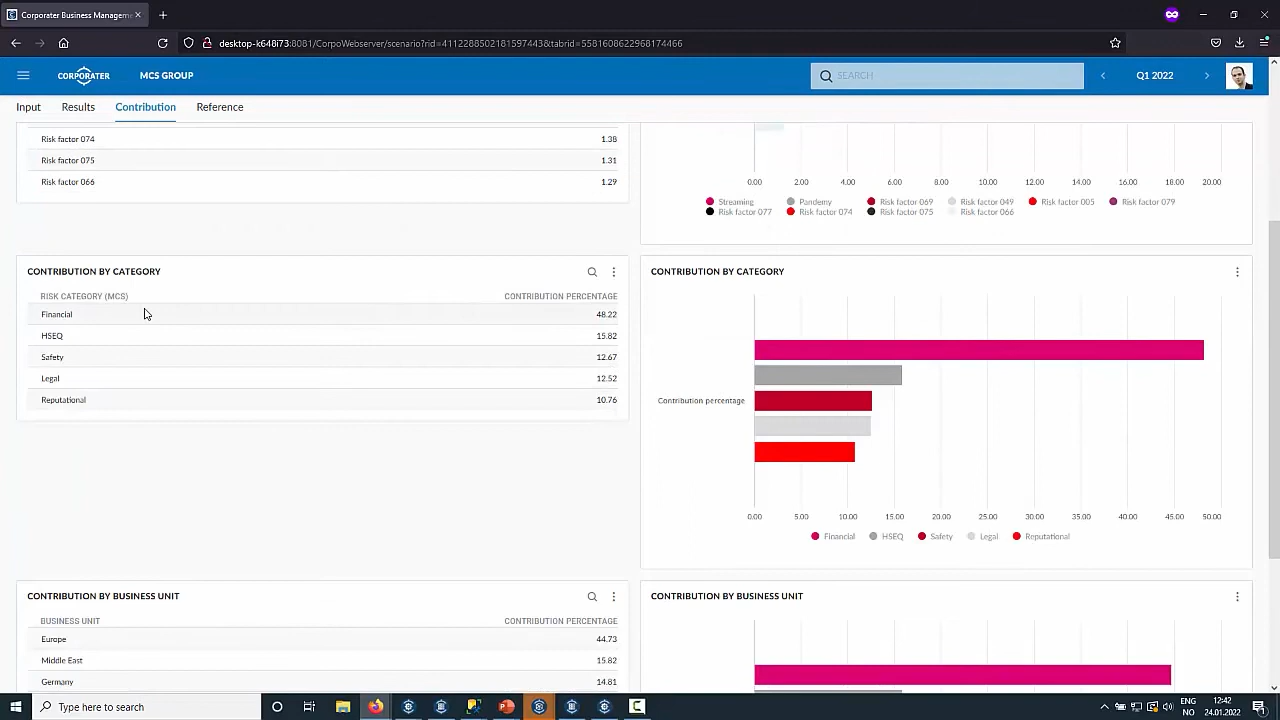 Corporater Business Managem
desktop-k648i73:8081/CorpoWebserver/scenario?rid=4112288502181597443&tabrid=5581608622968174466
CORPORATER
MCS GROUP
SEARCH
Q1 2022
Input
Results
Contribution
Reference
Risk factor 074 1.38
Risk factor 075 1.31
Risk factor 066 1.29
0.00 2.00 4.00 6.00 8.00 10.00 12.00 14.00 16.00 18.00 20.00
Streaming Pandemy Risk factor 069 Risk factor 049 Risk factor 005 Risk factor 079
Risk factor 077 Risk factor 074 Risk factor 075 Risk factor 066
CONTRIBUTION BY CATEGORY
RISK CATEGORY (MCS) CONTRIBUTION PERCENTAGE
Financial 48.22
HSEQ 15.82
Safety 12.67
Legal 12.52
Reputational 10.76
CONTRIBUTION BY CATEGORY
Contribution percentage
0.00 5.00 10.00 15.00 20.00 25.00 30.00 35.00 40.00 45.00 50.00
Financial HSEQ Safety Legal Reputational
CONTRIBUTION BY BUSINESS UNIT
BUSINESS UNIT CONTRIBUTION PERCENTAGE
Europe 44.73
Middle East 15.82
Germany 14.81
CONTRIBUTION BY BUSINESS UNIT
Type here to search
ENG
NO
12:42
24.01.2022